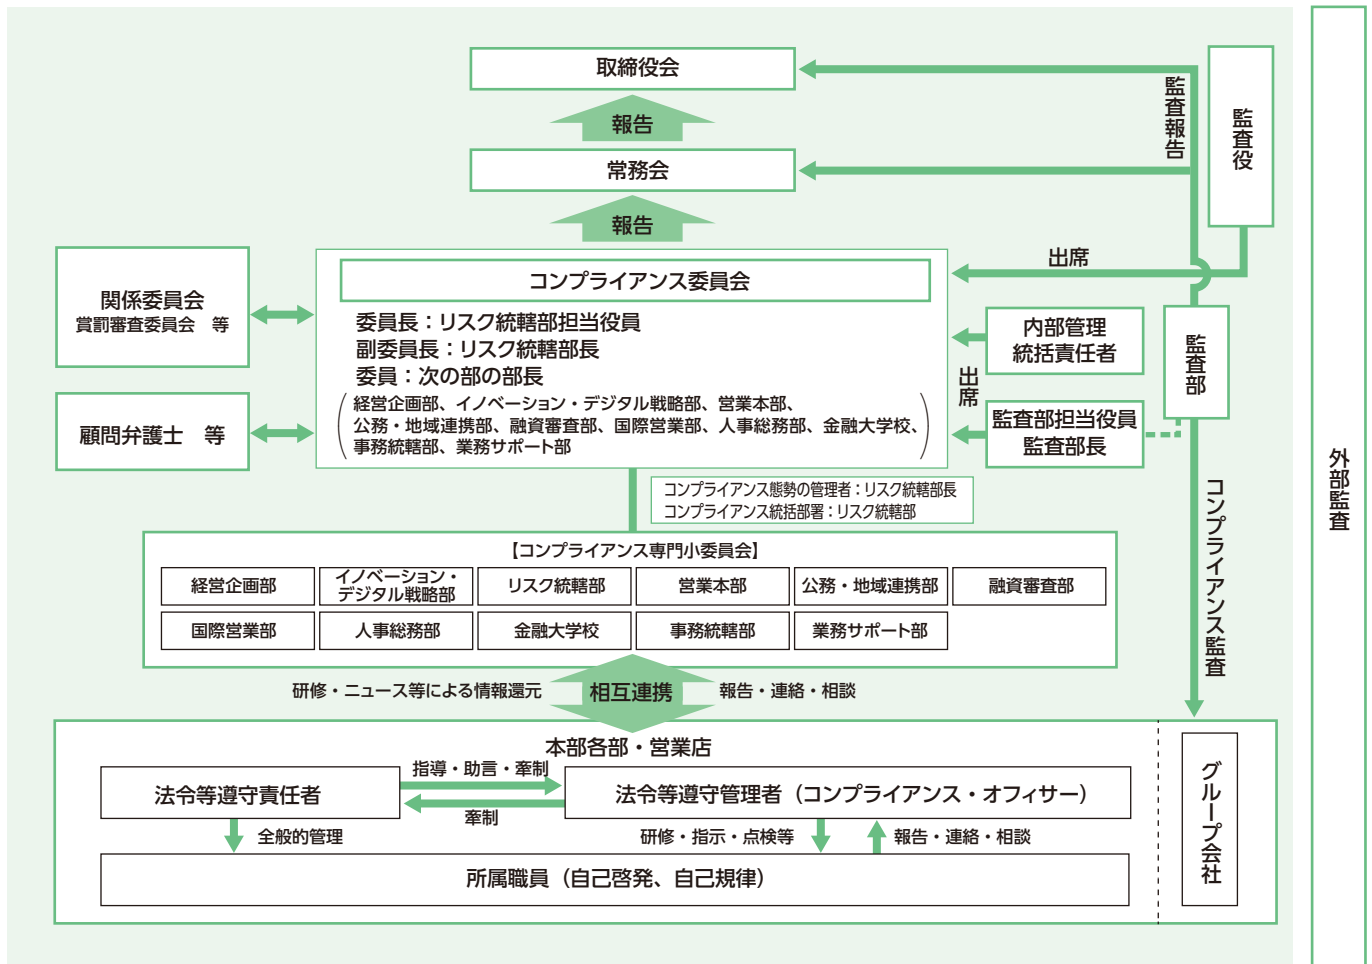 取締役会
報告
常務会
報告
監査報告
監査役
出席
コンプライアンス委員会
委員長：リスク統轄部担当役員
副委員長：リスク統轄部長
委員：次の部の部長
経営企画部、イノベーション・デジタル戦略部、営業本部、
公務・地域連携部、融資審査部、国際営業部、人事総務部、金融大学校、
事務統轄部、業務サポート部
関係委員会
賞罰審査委員会　等
顧問弁護士　等
内部管理
統括責任者
出席
監査部担当役員
監査部長
監査部
コンプライアンス監査
外部監査
コンプライアンス態勢の管理者：リスク統轄部長
コンプライアンス統括部署：リスク統轄部
【コンプライアンス専門小委員会】
経営企画部
イノベーション・
デジタル戦略部
リスク統轄部
営業本部
公務・地域連携部
融資審査部
国際営業部
人事総務部
金融大学校
事務統轄部
業務サポート部
研修・ニュース等による情報還元
相互連携
報告・連絡・相談
本部各部・営業店
法令等遵守責任者
指導・助言・牽制
牽制
法令等遵守管理者（コンプライアンス・オフィサー）
全般的管理
研修・指示・点検等
報告・連絡・相談
所属職員（自己啓発、自己規律）
グループ会社